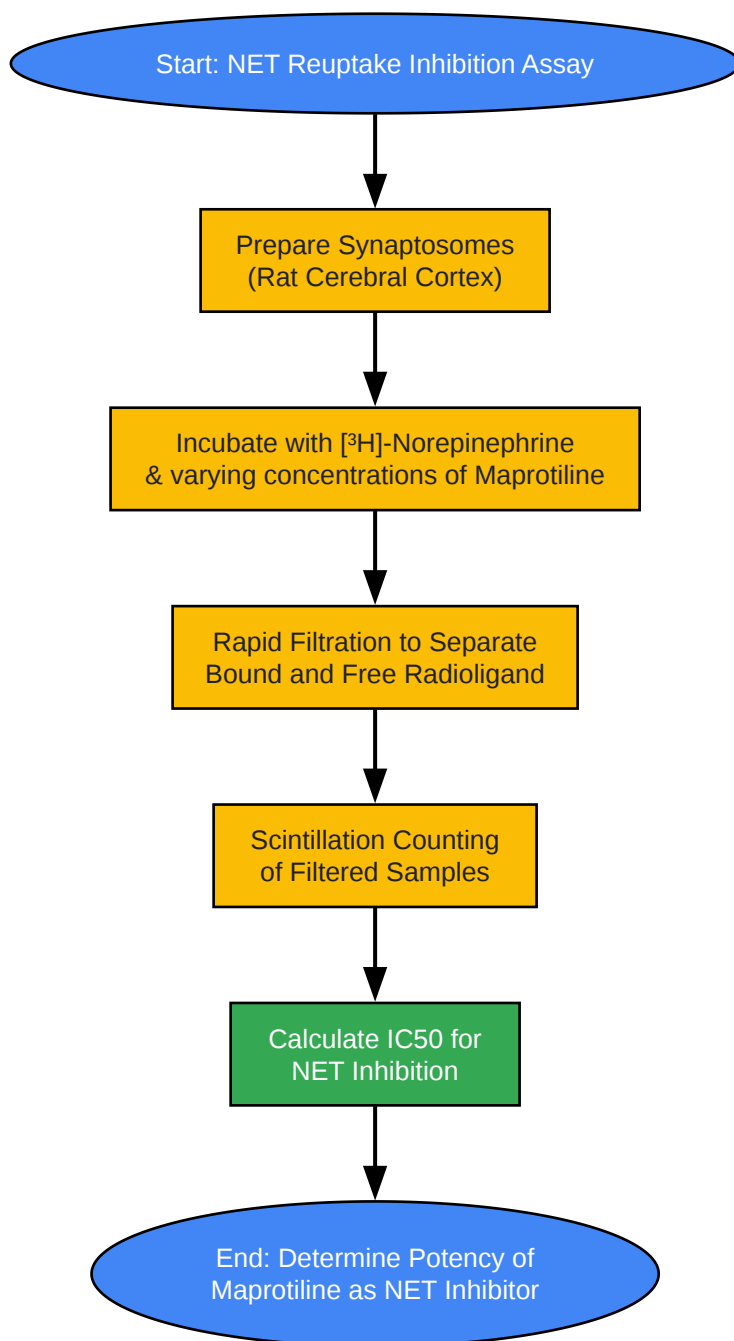 Start: NET Reuptake Inhibition Assay
Prepare Synaptosomes
(Rat Cerebral Cortex)
Incubate with [³H]-Norepinephrine
& varying concentrations of Maprotiline
Rapid Filtration to Separate
Bound and Free Radioligand
Scintillation Counting
of Filtered Samples
Calculate IC50 for
NET Inhibition
End: Determine Potency of
Maprotiline as NET Inhibitor